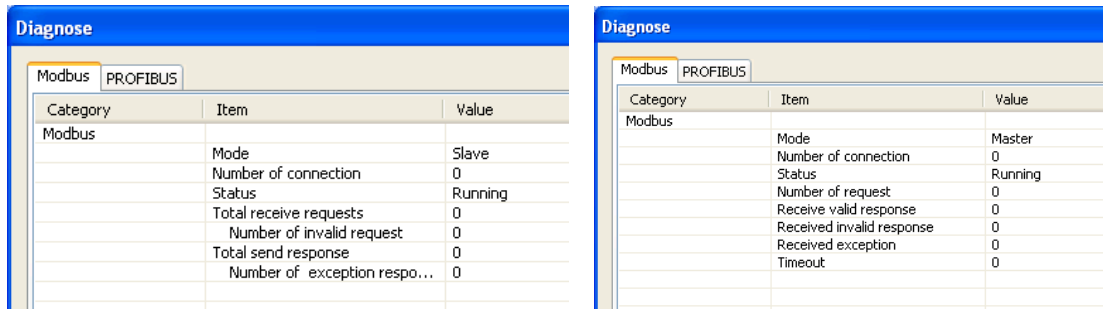 Diagnose
Modbus PROFIBUS
Category Item Value
Modbus
Mode Slave
Number of connection 0
Status Running
Total receive requests 0
Number of invalid request 0
Total send response 0
Number of exception respo... 0
Diagnose
Modbus PROFIBUS
Category Item Value
Modbus
Mode Master
Number of connection 0
Status Running
Number of request 0
Receive valid response 0
Received invalid response 0
Received exception 0
Timeout 0